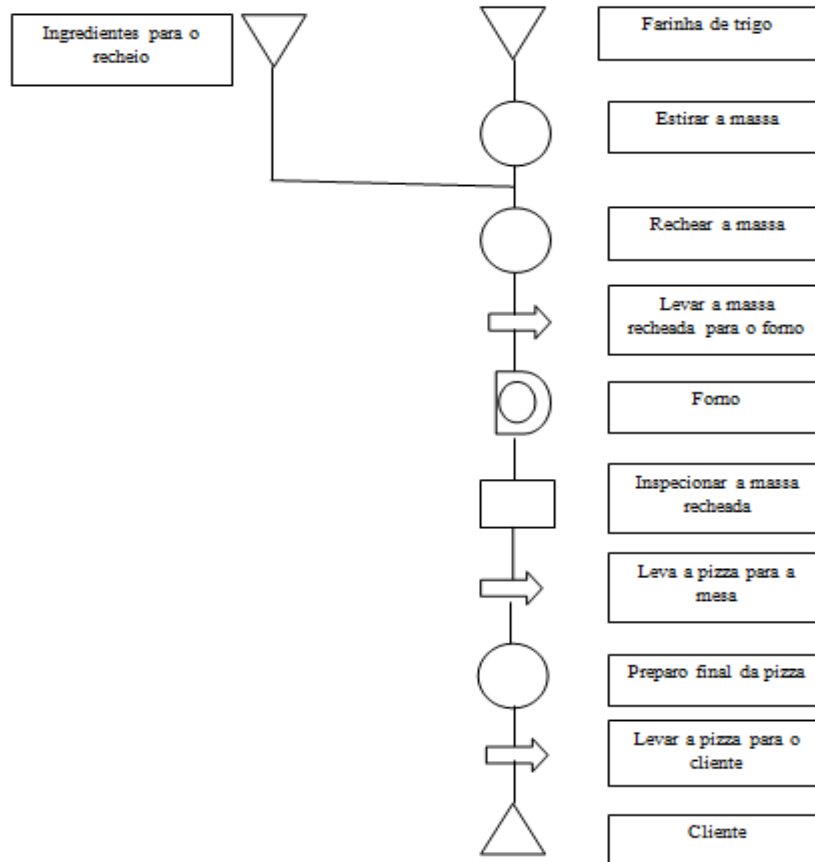 Ingredientes para o
recheio
Farinha de trigo
Estirar a massa
Rechear a massa
Levar a massa
recheada para o forno
Forno
Inspecionar a massa
recheada
Leva a pizza para a
mesa
Preparo final da pizza
Levar a pizza para o
cliente
Cliente